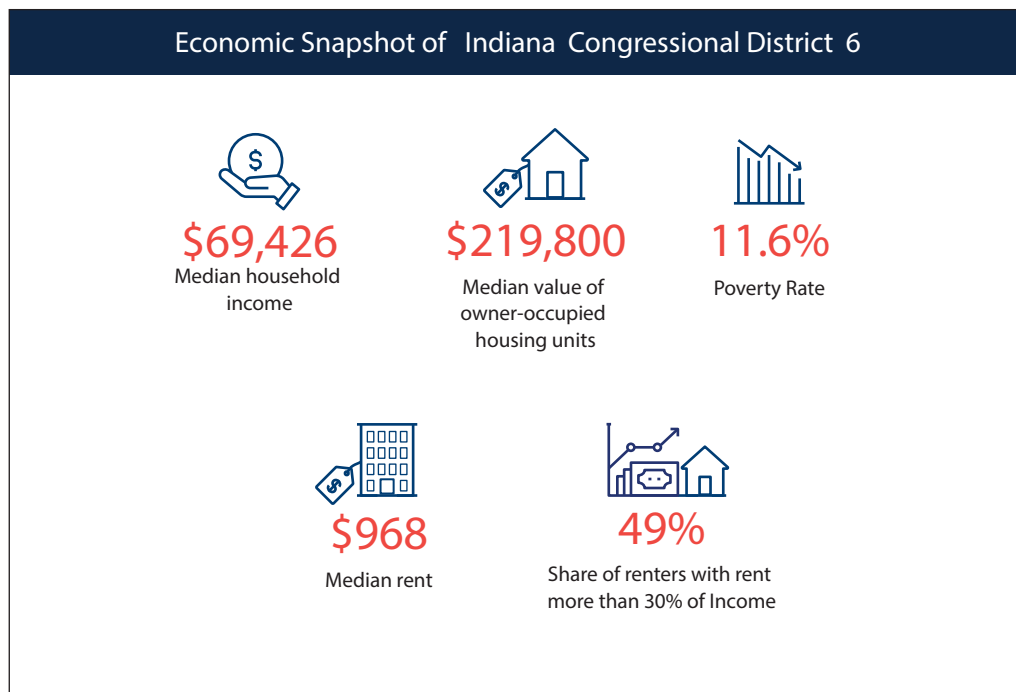 Economic Snapshot of Indiana Congressional District 6
$
$
$69,426
$219,800
11.6%
Median household
income
Median value of
owner-occupied
housing units
Poverty Rate
$
$968
49%
Median rent
Share of renters with rent
more than 30% of Income